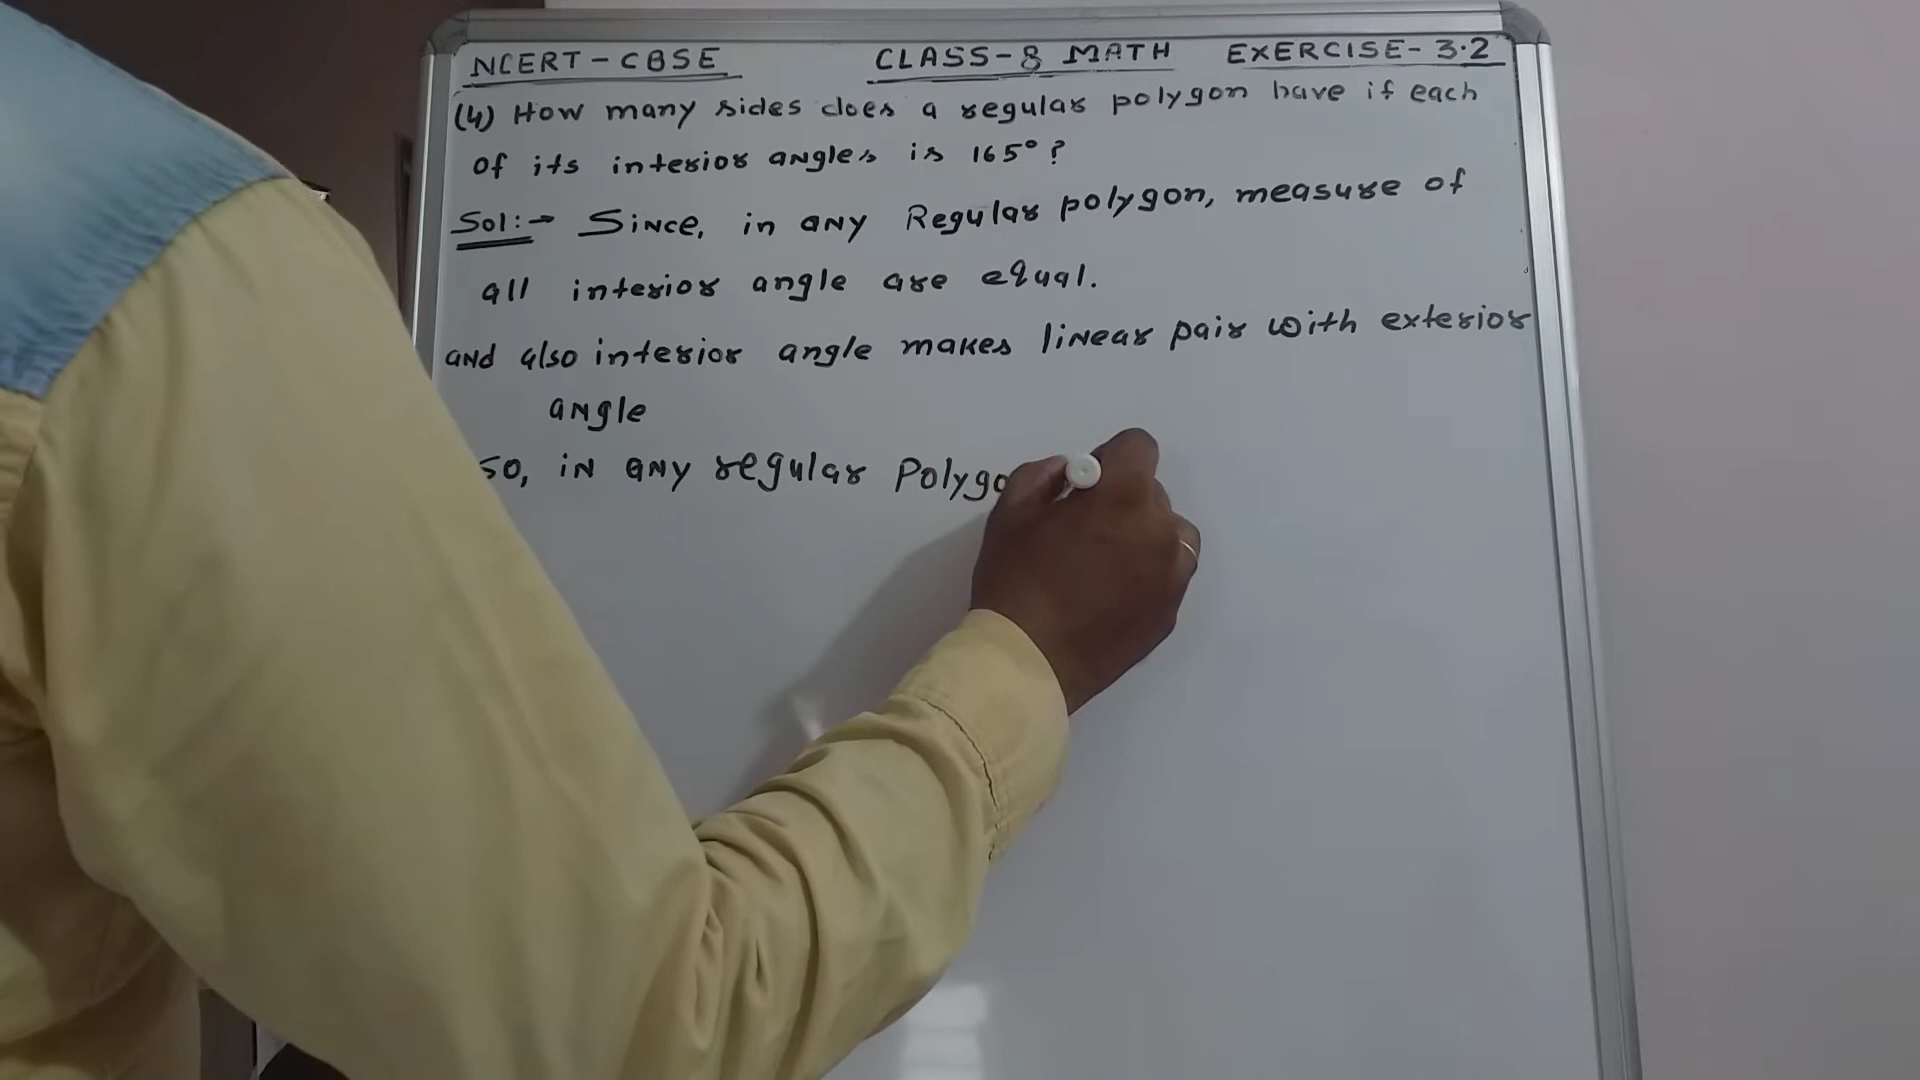 NCERT - CBSE CLASS-8 MATH EXERCISE- 3.2
(4) How many sides does a regular polygon have if each
of its interior angles is 165°?
Sol:→ Since, in any Regular polygon, measure of
all interior angle are equal.
and also interior angle makes linear pair with exterior
angle
so, in any regular Polygo